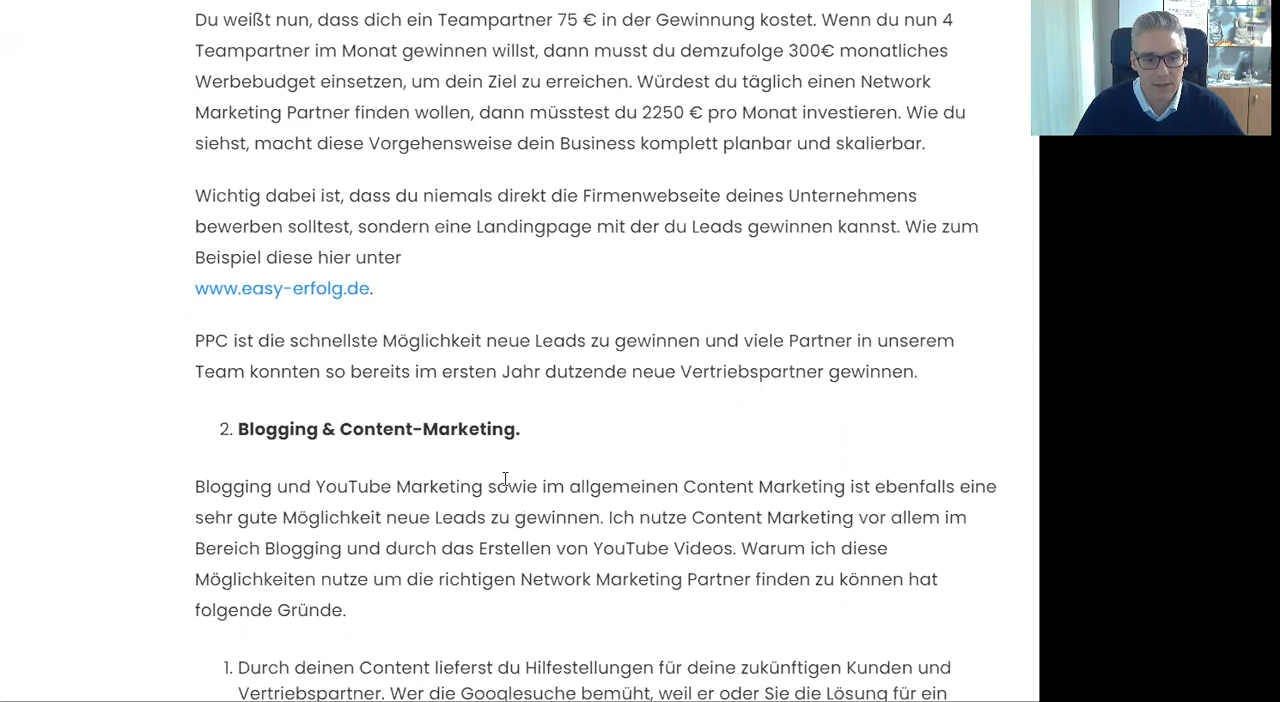 Du weißt nun, dass dich ein Teampartner 75 € in der Gewinnung kostet. Wenn du nun 4
Teampartner im Monat gewinnen willst, dann musst du demzufolge 300€ monatliches
Werbebudget einsetzen, um dein Ziel zu erreichen. Würdest du täglich einen Network
Marketing Partner finden wollen, dann müsstest du 2250 € pro Monat investieren. Wie du
siehst, macht diese Vorgehensweise dein Business komplett planbar und skalierbar.
Wichtig dabei ist, dass du niemals direkt die Firmenwebseite deines Unternehmens
bewerben solltest, sondern eine Landingpage mit der du Leads gewinnen kannst. Wie zum
Beispiel diese hier unter
www.easy-erfolg.de.
PPC ist die schnellste Möglichkeit neue Leads zu gewinnen und viele Partner in unserem
Team konnten so bereits im ersten Jahr dutzende neue Vertriebspartner gewinnen.
2. Blogging & Content-Marketing.
Blogging und YouTube Marketing sowie im allgemeinen Content Marketing ist ebenfalls eine
sehr gute Möglichkeit neue Leads zu gewinnen. Ich nutze Content Marketing vor allem im
Bereich Blogging und durch das Erstellen von YouTube Videos. Warum ich diese
Möglichkeiten nutze um die richtigen Network Marketing Partner finden zu können hat
folgende Gründe.
1. Durch deinen Content lieferst du Hilfestellungen für deine zukünftigen Kunden und
Vertriebspartner. Wer die Googlesuche bemüht, weil er oder Sie die Lösung für ein